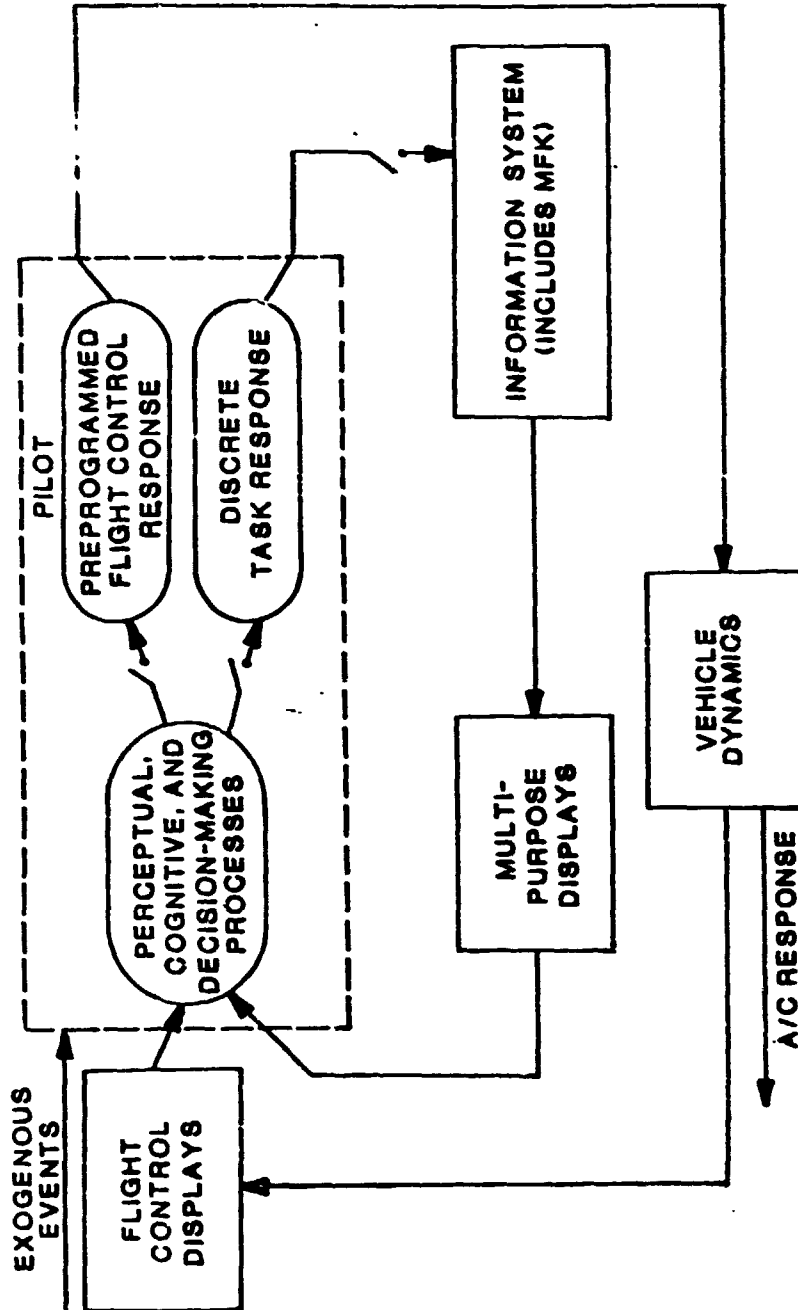 EXOGENOUS
EVENTS
FLIGHT
CONTROL
DISPLAYS
PILOT
PERCEPTUAL,
COGNITIVE, AND
DECISION-MAKING
PROCESSES
PREPROGRAMMED
FLIGHT CONTROL
RESPONSE
DISCRETE
TASK RESPONSE
MULTI-
PURPOSE
DISPLAYS
INFORMATION SYSTEM
(INCLUDES MFK)
VEHICLE
DYNAMICS
A/C RESPONSE